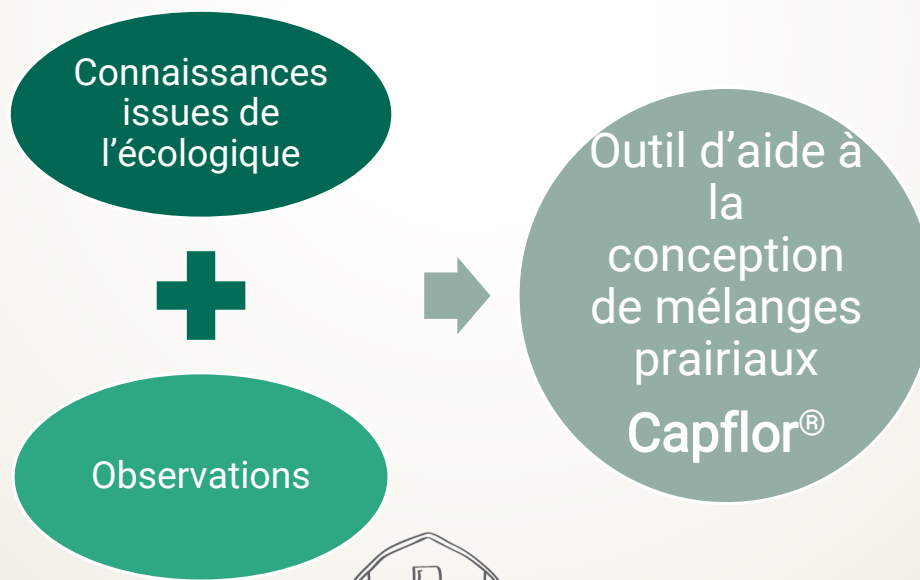 Connaissances
issues de
l'écologique
Observations
Outil d'aide à
la
conception
de mélanges
prairiaux
Capflor®